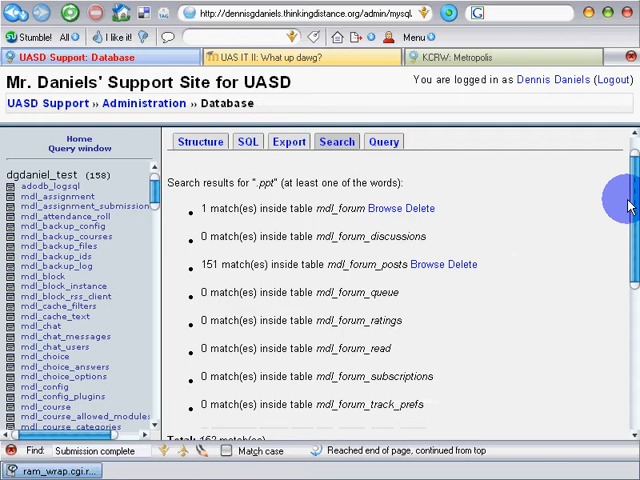 http://dennisgdaniels.thinkingdistance.org/admin/mysql
Stumble! All I like it! Menu
UASD Support: Database UAS IT II: What up dawg? KCRW: Metropolis
Mr. Daniels' Support Site for UASD
You are logged in as Dennis Daniels (Logout)
UASD Support ›› Administration ›› Database
Home
Query window
dgdaniel_test (158)
adodb_logsql
mdl_assignment
mdl_assignment_submission
mdl_attendance_roll
mdl_backup_config
mdl_backup_courses
mdl_backup_files
mdl_backup_ids
mdl_backup_log
mdl_block
mdl_block_instance
mdl_block_rss_client
mdl_cache_filters
mdl_cache_text
mdl_chat
mdl_chat_messages
mdl_chat_users
mdl_choice
mdl_choice_answers
mdl_choice_options
mdl_config
mdl_config_plugins
mdl_course
mdl_course_allowed_modules
mdl_course_categories
Structure SQL Export Search Query
Search results for ".ppt" (at least one of the words):
1 match(es) inside table mdl_forum Browse Delete
0 match(es) inside table mdl_forum_discussions
151 match(es) inside table mdl_forum_posts Browse Delete
0 match(es) inside table mdl_forum_queue
0 match(es) inside table mdl_forum_ratings
0 match(es) inside table mdl_forum_read
0 match(es) inside table mdl_forum_subscriptions
0 match(es) inside table mdl_forum_track_prefs
Find: Submission complete Match case Reached end of page, continued from top
ram_wrap.cgi.r...